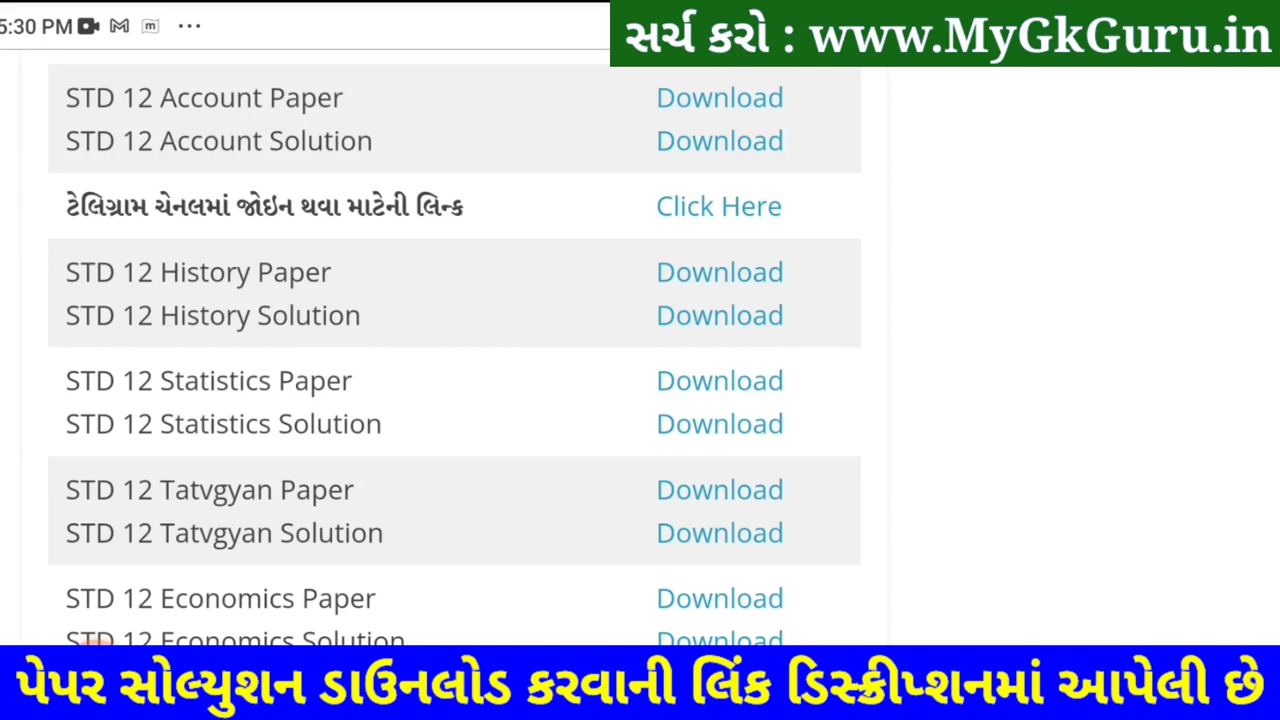 5:30 PM
સર્ચ કરો : www.MyGkGuru.in
STD 12 Account Paper Download
STD 12 Account Solution Download
ટેલિગ્રામ ચેનલમાં જોઇન થવા માટેની લિન્ક Click Here
STD 12 History Paper Download
STD 12 History Solution Download
STD 12 Statistics Paper Download
STD 12 Statistics Solution Download
STD 12 Tatvgyan Paper Download
STD 12 Tatvgyan Solution Download
STD 12 Economics Paper Download
STD 12 Economics Solution Download
પેપર સોલ્યુશન ડાઉનલોડ કરવાની લિંક ડિસ્ક્રીપ્શનમાં આપેલી છે